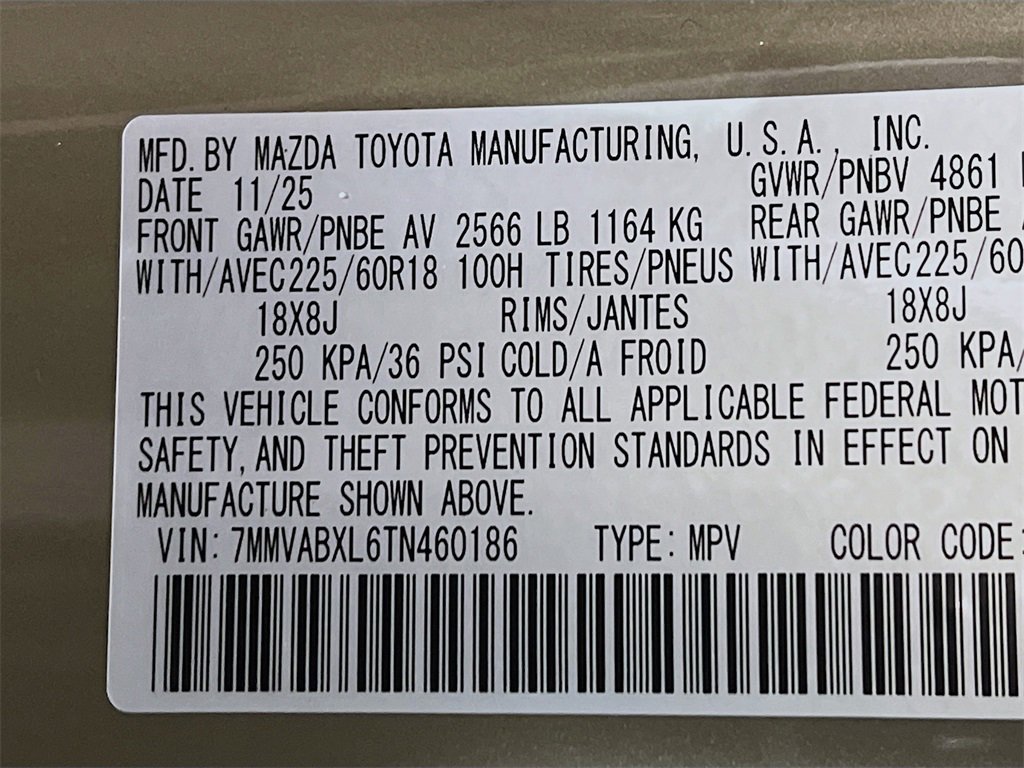 MFD. BY MAZDA TOYOTA MANUFACTURING, U. S. A., INC.
DATE 11/25 GVWR/PNBV 4861
FRONT GAWR/PNBE AV 2566 LB 1164 KG REAR GAWR/PNBE
WITH/AVEC225/60R18 100H TIRES/PNEUS WITH/AVEC225/60
18X8J RIMS/JANTES 18X8J
250 KPA/36 PSI COLD/A FROID 250 KPA/
THIS VEHICLE CONFORMS TO ALL APPLICABLE FEDERAL MOT
SAFETY, AND THEFT PREVENTION STANDARDS IN EFFECT ON
MANUFACTURE SHOWN ABOVE.
VIN: 7MMVABXL6TN460186 TYPE: MPV COLOR CODE: